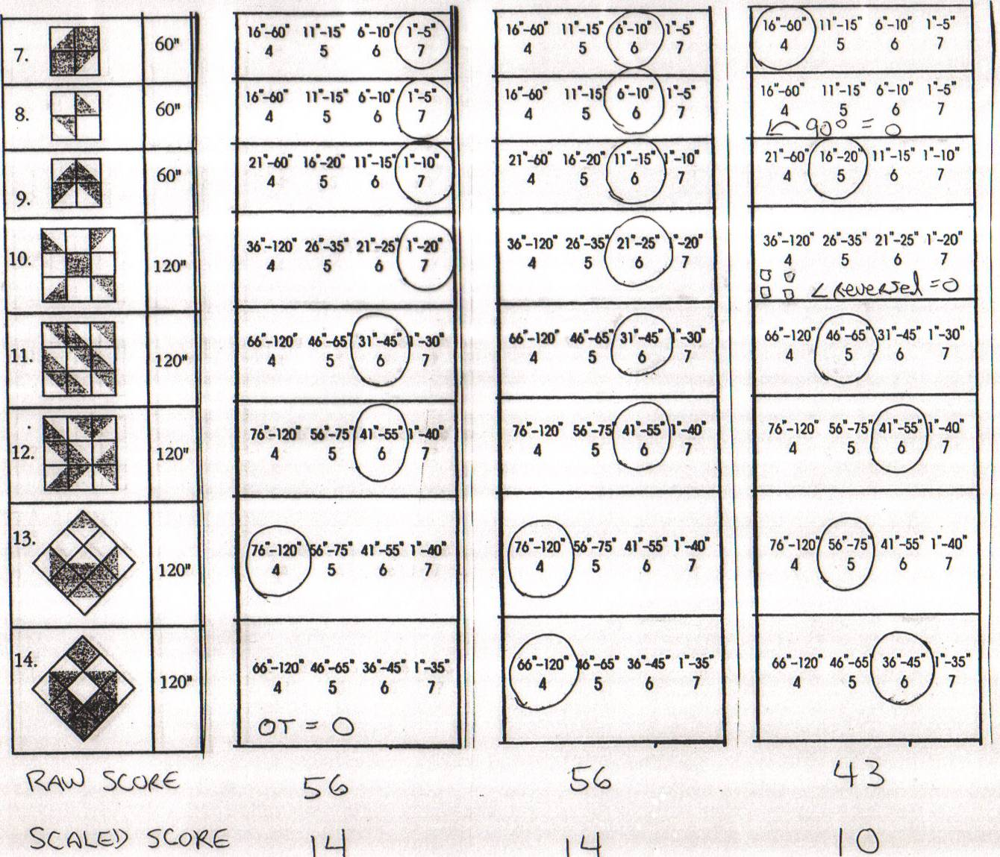 7. 60" 16"-60" 11"-15" 6"-10" 1"-5" 16"-60" 11"-15" 6"-10" 1"-5" 16"-60" 11"-15" 6"-10" 1"-5"
4 5 6 7 4 5 6 7 4 5 6 7
8. 60" 16"-60" 11"-15" 6"-10" 1"-5" 16"-60" 11"-15" 6"-10" 1"-5" 16"-60" 11"-15" 6"-10" 1"-5"
4 5 6 7 4 5 6 7 4 5 6 7
90° = 0
9. 60" 21"-60" 16"-20" 11"-15" 1"-10" 21"-60" 16"-20" 11"-15" 1"-10" 21"-60" 16"-20" 11"-15" 1"-10"
4 5 6 7 4 5 6 7 4 5 6 7
10. 120" 36"-120" 26"-35" 21"-25" 1"-20" 36"-120" 26"-35" 21"-25" 1"-20" 36"-120" 26"-35" 21"-25" 1"-20"
4 5 6 7 4 5 6 7 4 5 6 7
< reversed = 0
11. 120" 66"-120" 46"-65" 31"-45" 1"-30" 66"-120" 46"-65" 31"-45" 1"-30" 66"-120" 46"-65" 31"-45" 1"-30"
4 5 6 7 4 5 6 7 4 5 6 7
12. 120" 76"-120" 56"-75" 41"-55" 1"-40" 76"-120" 56"-75" 41"-55" 1"-40" 76"-120" 56"-75" 41"-55" 1"-40"
4 5 6 7 4 5 6 7 4 5 6 7
13. 120" 76"-120" 56"-75" 41"-55" 1"-40" 76"-120" 56"-75" 41"-55" 1"-40" 76"-120" 56"-75" 41"-55" 1"-40"
4 5 6 7 4 5 6 7 4 5 6 7
14. 120" 66"-120" 46"-65" 36"-45" 1"-35" 66"-120" 46"-65" 36"-45" 1"-35" 66"-120" 46"-65" 36"-45" 1"-35"
4 5 6 7 4 5 6 7 4 5 6 7
OT = 0
RAW SCORE 56 56 43
SCALED SCORE 14 14 10